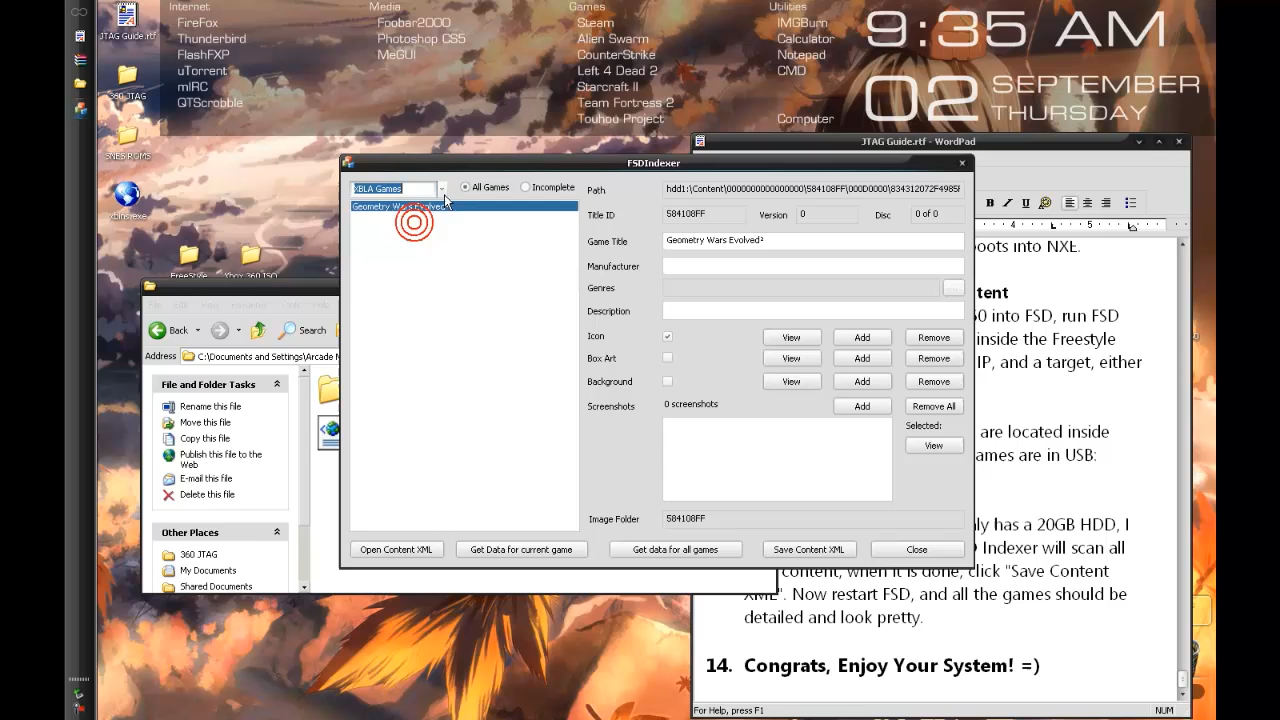 Internet
FireFox
Thunderbird
FlashFXP
uTorrent
mIRC
QTScrobble
Media
Foobar2000
Photoshop CS5
MeGUI
Games
Steam
Alien Swarm
CounterStrike
Left 4 Dead 2
Starcraft II
Team Fortress 2
Touhou Project
Utilities
IMGBurn
Calculator
Notepad
CMD
Computer
9:35 AM
02 SEPTEMBER
THURSDAY
JTAG Guide.rtf
360 JTAG
SNES ROMS
xbins.exe
FreeStyle
Xbox 360 ISO
JTAG Guide.rtf - WordPad
FSDIndexer
XBLA Games
All Games
Incomplete
Geometry Wars Evolved
Path
hdd1:\Content\0000000000000000\584108FF\000D0000\834312072F4985F
Title ID
584108FF
Version
0
Disc
0 of 0
Game Title
Geometry Wars Evolved²
Manufacturer
Genres
...
Description
Icon
View
Add
Remove
Box Art
View
Add
Remove
Background
View
Add
Remove
Screenshots
0 screenshots
Add
Remove All
Selected:
View
Image Folder
584108FF
Open Content XML
Get Data for current game
Get data for all games
Save Content XML
Close
Back
Search
Address
C:\Documents and Settings\Arcade
File and Folder Tasks
Rename this file
Move this file
Copy this file
Publish this file to the
Web
E-mail this file
Delete this file
Other Places
360 JTAG
My Documents
Shared Documents
B I U
4
5
oots into NXE.
tent
60 into FSD, run FSD
inside the Freestyle
IP, and a target, either
are located inside
ames are in USB:
nly has a 20GB HDD, I
D Indexer will scan all
content, when it is done, click "Save Content
XML". Now restart FSD, and all the games should be
detailed and look pretty.
14. Congrats, Enjoy Your System! =)
For Help, press F1
NUM